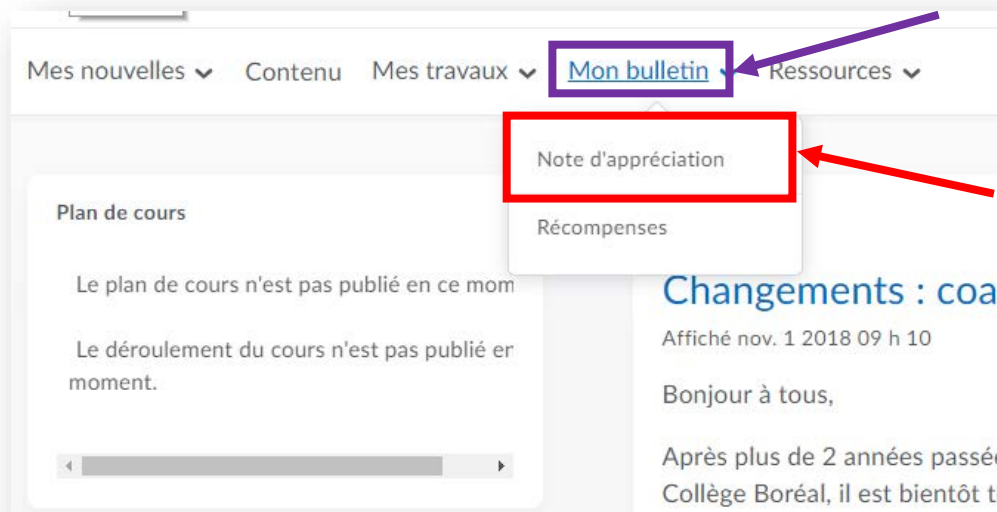 Mes nouvelles Contenu Mes travaux Mon bulletin Ressources
Note d'appréciation
Récompenses
Plan de cours
Le plan de cours n'est pas publié en ce mom
Le déroulement du cours n'est pas publié er
moment.
Changements : coa
Affiché nov. 1 2018 09 h 10
Bonjour à tous,
Après plus de 2 années passée
Collège Boréal, il est bientôt t